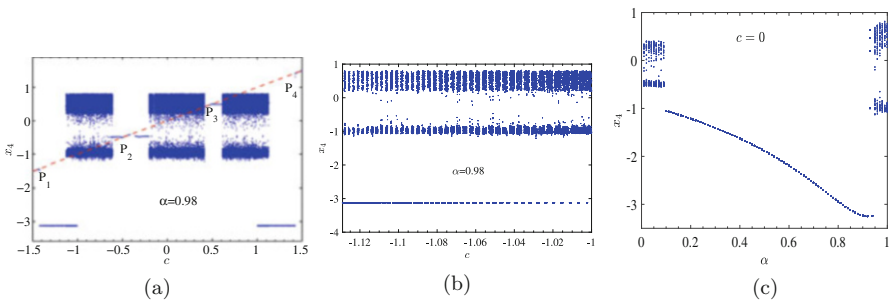 1
0
−1
−2
−3
x₄
−1.5 −1 −0.5 0 0.5 1 1.5
c
P₁
P₂
P₃
P₄
α=0.98
(a)
1
0
-1
-2
-3
-4
x₄
-1.12 -1.1 -1.08 -1.06 -1.04 -1.02 -1
c
α=0.98
(b)
1
0
-1
-2
-3
x₄
0 0.2 0.4 0.6 0.8 1
α
c = 0
(c)